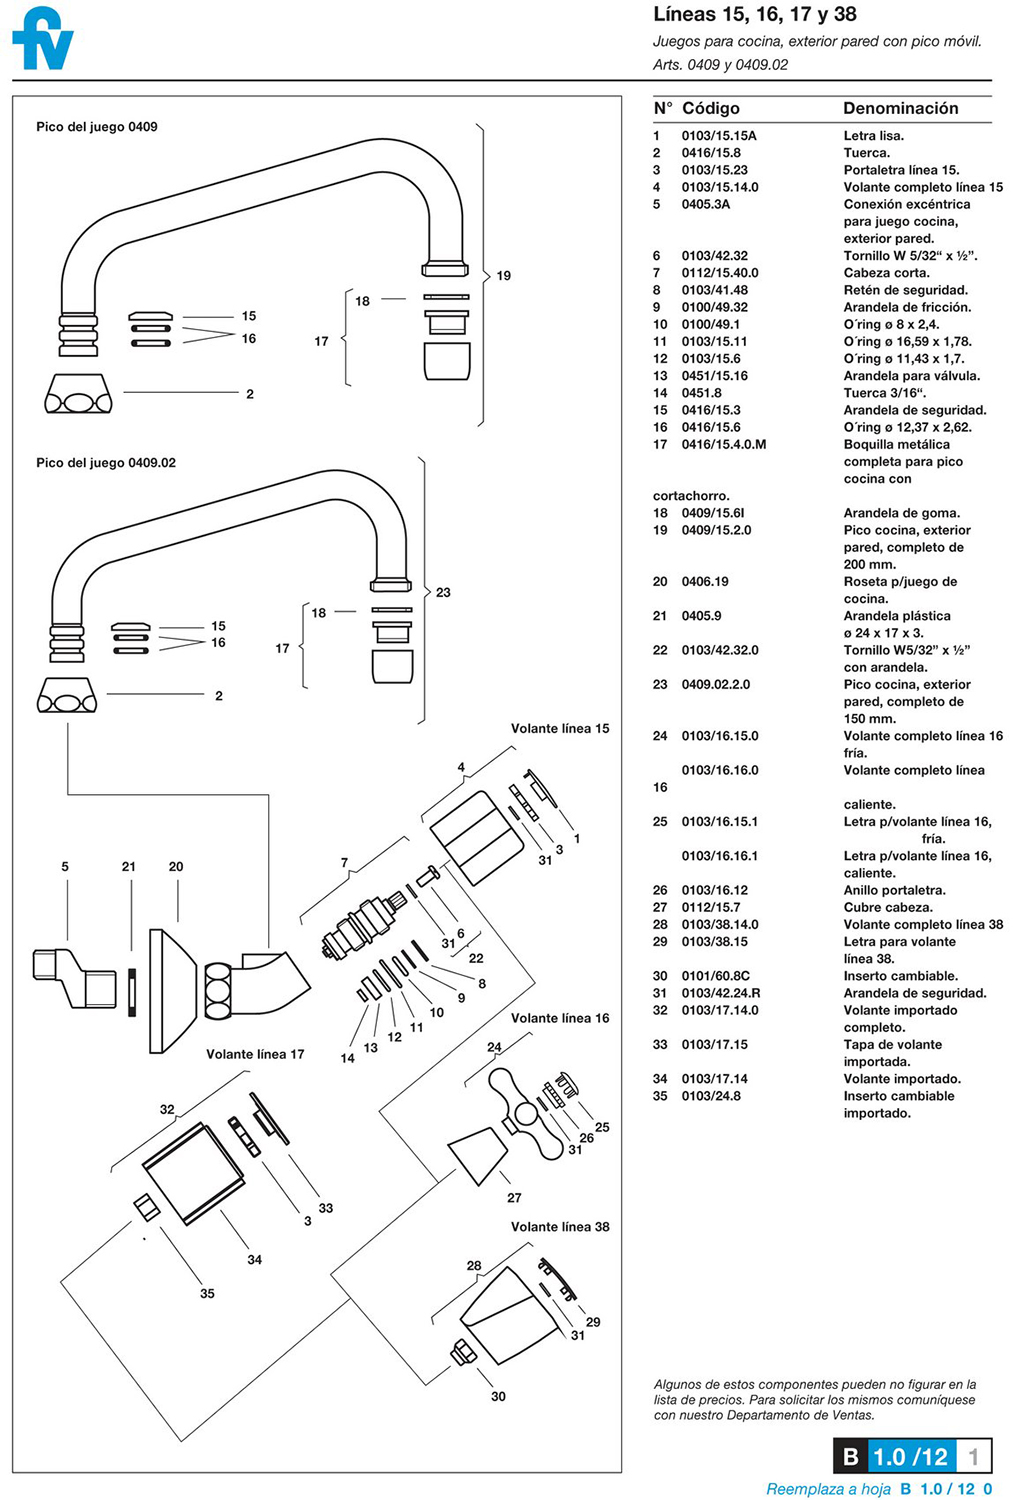 fv
Líneas 15, 16, 17 y 38
Juegos para cocina, exterior pared con pico móvil.
Arts. 0409 y 0409.02
Pico del juego 0409
19
18
15
16
17
2
Pico del juego 0409.02
23
18
15
16
17
2
Volante línea 15
4
1
3
31
7
6
31
22
8
9
10
11
12
13
14
5
21
20
Volante línea 16
24
25
26
31
27
Volante línea 17
32
33
3
34
35
Volante línea 38
28
29
31
30
N° Código Denominación
1 0103/15.15A Letra lisa.
2 0416/15.8 Tuerca.
3 0103/15.23 Portaletra línea 15.
4 0103/15.14.0 Volante completo línea 15
5 0405.3A Conexión excéntrica
para juego cocina,
exterior pared.
6 0103/42.32 Tornillo W 5/32“ x ½”.
7 0112/15.40.0 Cabeza corta.
8 0103/41.48 Retén de seguridad.
9 0100/49.32 Arandela de fricción.
10 0100/49.1 O´ring ø 8 x 2,4.
11 0103/15.11 O´ring ø 16,59 x 1,78.
12 0103/15.6 O´ring ø 11,43 x 1,7.
13 0451/15.16 Arandela para válvula.
14 0451.8 Tuerca 3/16“.
15 0416/15.3 Arandela de seguridad.
16 0416/15.6 O´ring ø 12,37 x 2,62.
17 0416/15.4.0.M Boquilla metálica
completa para pico
cocina con
cortachorro.
18 0409/15.6I Arandela de goma.
19 0409/15.2.0 Pico cocina, exterior
pared, completo de
200 mm.
20 0406.19 Roseta p/juego de
cocina.
21 0405.9 Arandela plástica
ø 24 x 17 x 3.
22 0103/42.32.0 Tornillo W5/32” x ½”
con arandela.
23 0409.02.2.0 Pico cocina, exterior
pared, completo de
150 mm.
24 0103/16.15.0 Volante completo línea 16
fría.
0103/16.16.0 Volante completo línea
16
caliente.
25 0103/16.15.1 Letra p/volante línea 16,
fría.
0103/16.16.1 Letra p/volante línea 16,
caliente.
26 0103/16.12 Anillo portaletra.
27 0112/15.7 Cubre cabeza.
28 0103/38.14.0 Volante completo línea 38
29 0103/38.15 Letra para volante
línea 38.
30 0101/60.8C Inserto cambiable.
31 0103/42.24.R Arandela de seguridad.
32 0103/17.14.0 Volante importado
completo.
33 0103/17.15 Tapa de volante
importada.
34 0103/17.14 Volante importado.
35 0103/24.8 Inserto cambiable
importado.
Algunos de estos componentes pueden no figurar en la
lista de precios. Para solicitar los mismos comuníquese
con nuestro Departamento de Ventas.
B 1.0 /12 1
Reemplaza a hoja B 1.0 / 12 0